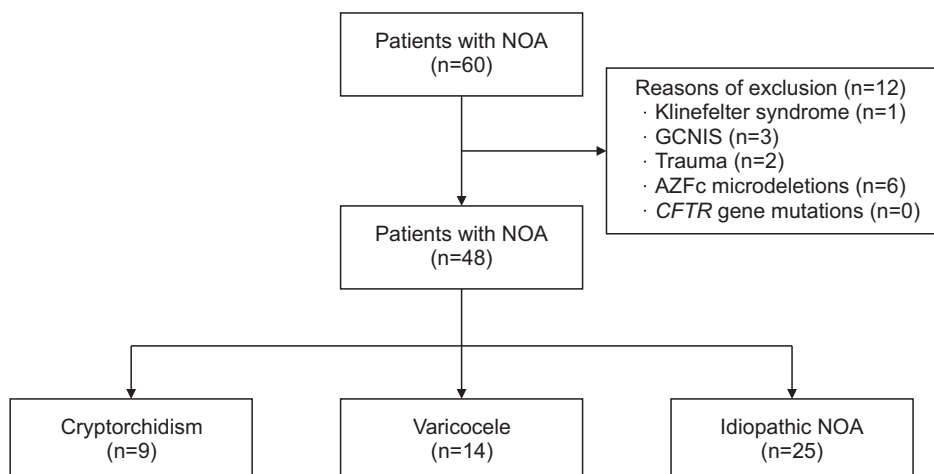 Patients with NOA
(n=60)
Reasons of exclusion (n=12)
· Klinefelter syndrome (n=1)
· GCNIS (n=3)
· Trauma (n=2)
· AZFc microdeletions (n=6)
· CFTR gene mutations (n=0)
Patients with NOA
(n=48)
Cryptorchidism
(n=9)
Varicocele
(n=14)
Idiopathic NOA
(n=25)